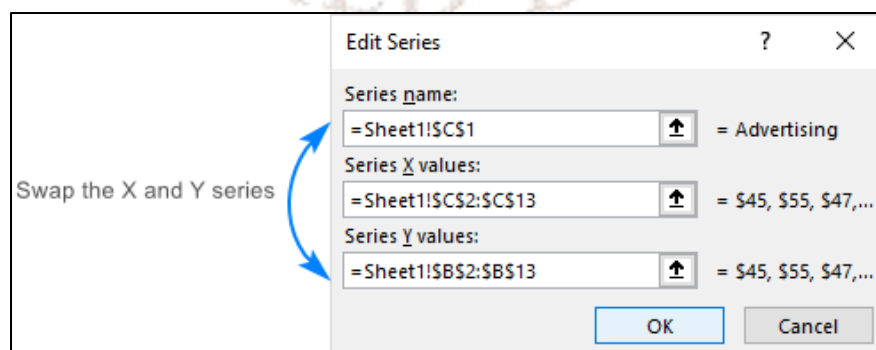 Edit Series ? ×
Series name:
=Sheet1!$C$1 = Advertising
Series X values:
Swap the X and Y series
=Sheet1!$C$2:$C$13 = $45, $55, $47,...
Series Y values:
=Sheet1!$B$2:$B$13 = $45, $55, $47,...
OK Cancel